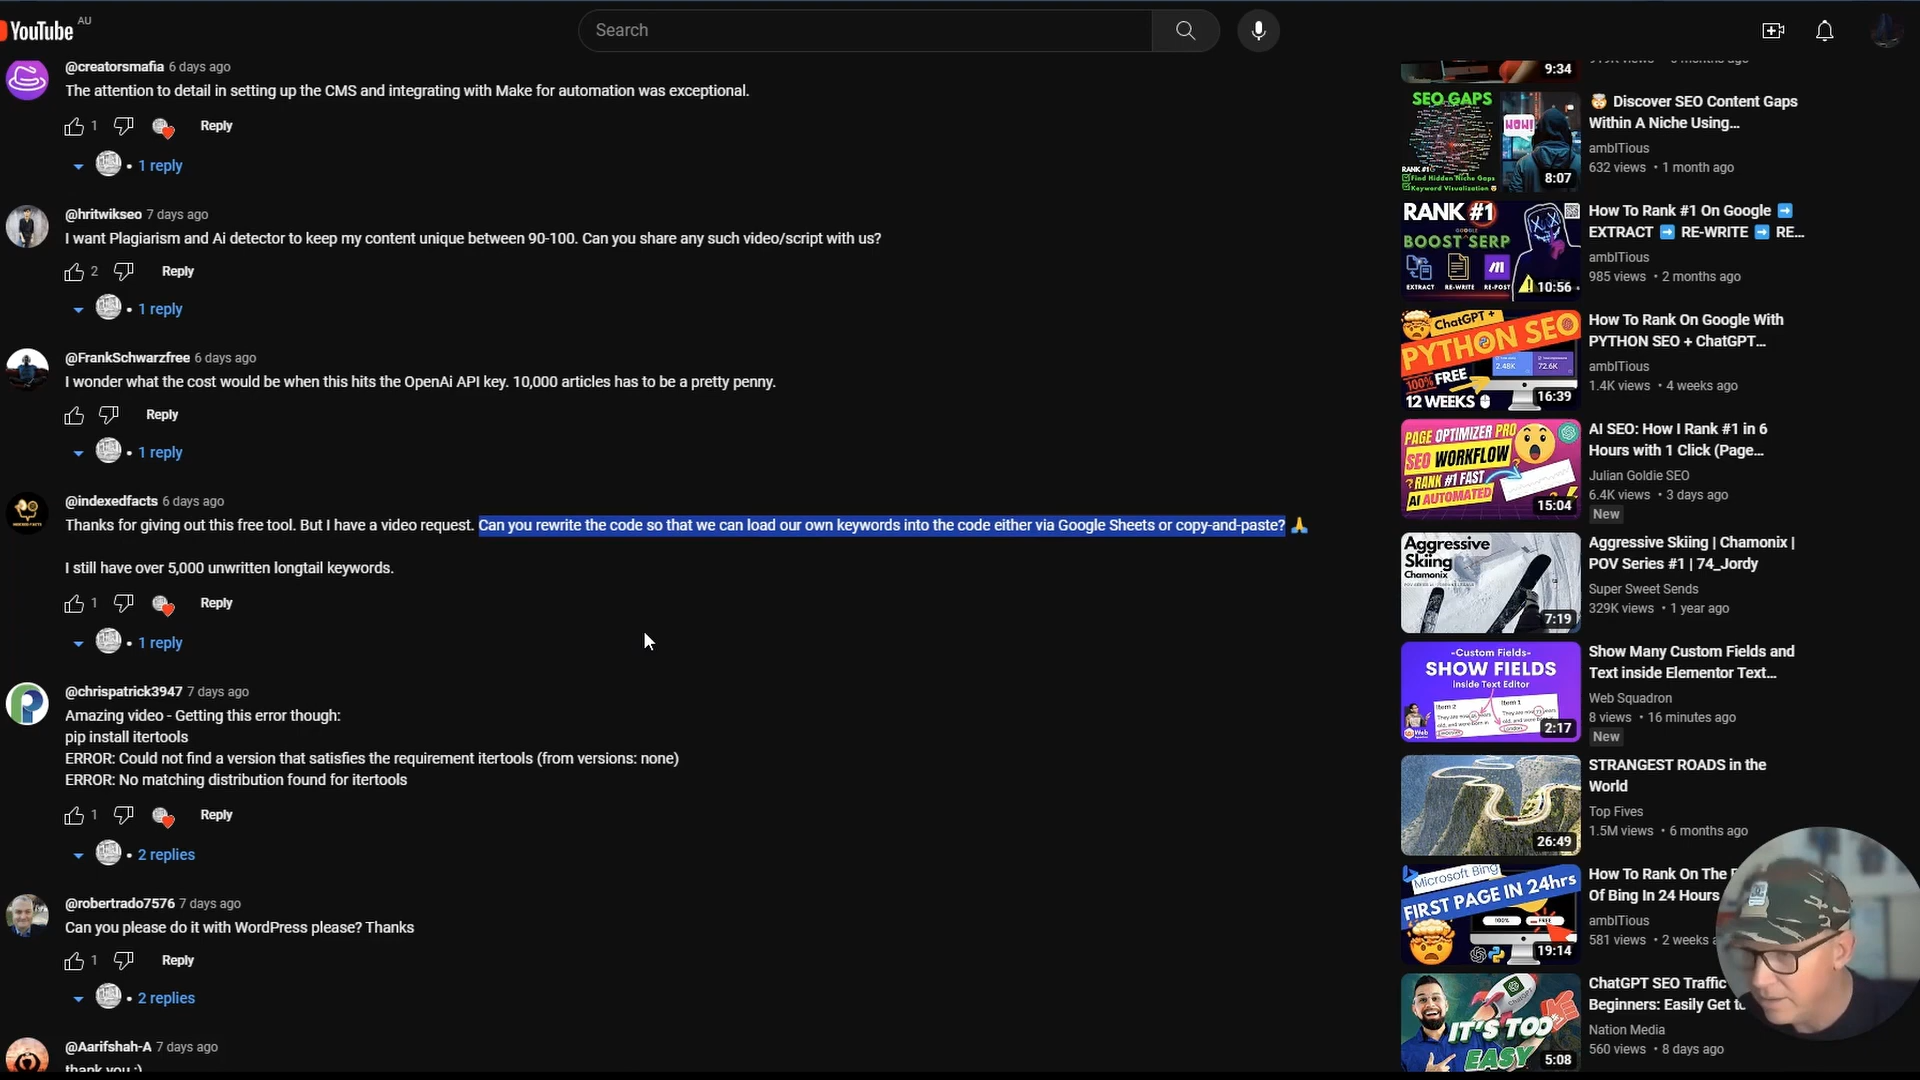 YouTube AU
Search
@creatorsmafia 6 days ago
The attention to detail in setting up the CMS and integrating with Make for automation was exceptional.
1 Reply
1 reply
@hritwikseo 7 days ago
I want Plagiarism and Ai detector to keep my content unique between 90-100. Can you share any such video/script with us?
2 Reply
1 reply
@FrankSchwarzfree 6 days ago
I wonder what the cost would be when this hits the OpenAi API key. 10,000 articles has to be a pretty penny.
Reply
1 reply
@indexedfacts 6 days ago
Thanks for giving out this free tool. But I have a video request. Can you rewrite the code so that we can load our own keywords into the code either via Google Sheets or copy-and-paste? 🙏
I still have over 5,000 unwritten longtail keywords.
1 Reply
1 reply
@chrispatrick3947 7 days ago
Amazing video - Getting this error though:
pip install itertools
ERROR: Could not find a version that satisfies the requirement itertools (from versions: none)
ERROR: No matching distribution found for itertools
1 Reply
2 replies
@robertrado7576 7 days ago
Can you please do it with WordPress please? Thanks
1 Reply
2 replies
@Aarifshah-A 7 days ago
thank you :)
9:34
SEO GAPS
WOW!
RANK #1
Find Hidden Niche Gaps
Keyword Visualization
8:07
🤯 Discover SEO Content Gaps
Within A Niche Using...
ambITious
632 views • 1 month ago
RANK #1
GOOGLE
BOOST SERP
EXTRACT RE-WRITE RE-POST
10:56
How To Rank #1 On Google ➡️
EXTRACT ➡️ RE-WRITE ➡️ RE...
ambITious
985 views • 2 months ago
ChatGPT +
PYTHON SEO
2.48K 72.6K
100% FREE
12 WEEKS
16:39
How To Rank On Google With
PYTHON SEO + ChatGPT...
ambITious
1.4K views • 4 weeks ago
PAGE OPTIMIZER PRO
SEO WORKFLOW
? RANK #1 FAST
AI AUTOMATED
15:04
AI SEO: How I Rank #1 in 6
Hours with 1 Click (Page...
Julian Goldie SEO
6.4K views • 3 days ago
New
Aggressive
Skiing
Chamonix
7:19
Aggressive Skiing | Chamonix |
POV Series #1 | 74_Jordy
Super Sweet Sends
329K views • 1 year ago
-Custom Fields-
SHOW FIELDS
inside Text Editor
Item 2 Item 1
Web Squadron
2:17
Show Many Custom Fields and
Text inside Elementor Text...
Web Squadron
8 views • 16 minutes ago
New
26:49
STRANGEST ROADS in the
World
Top Fives
1.5M views • 6 months ago
Microsoft Bing
FIRST PAGE IN 24hrs
100% FREE
19:14
How To Rank On The
Of Bing In 24 Hours
ambITious
581 views • 2 weeks
IT'S TOO
EASY
5:08
ChatGPT SEO Traffic
Beginners: Easily Get
Nation Media
560 views • 8 days ago